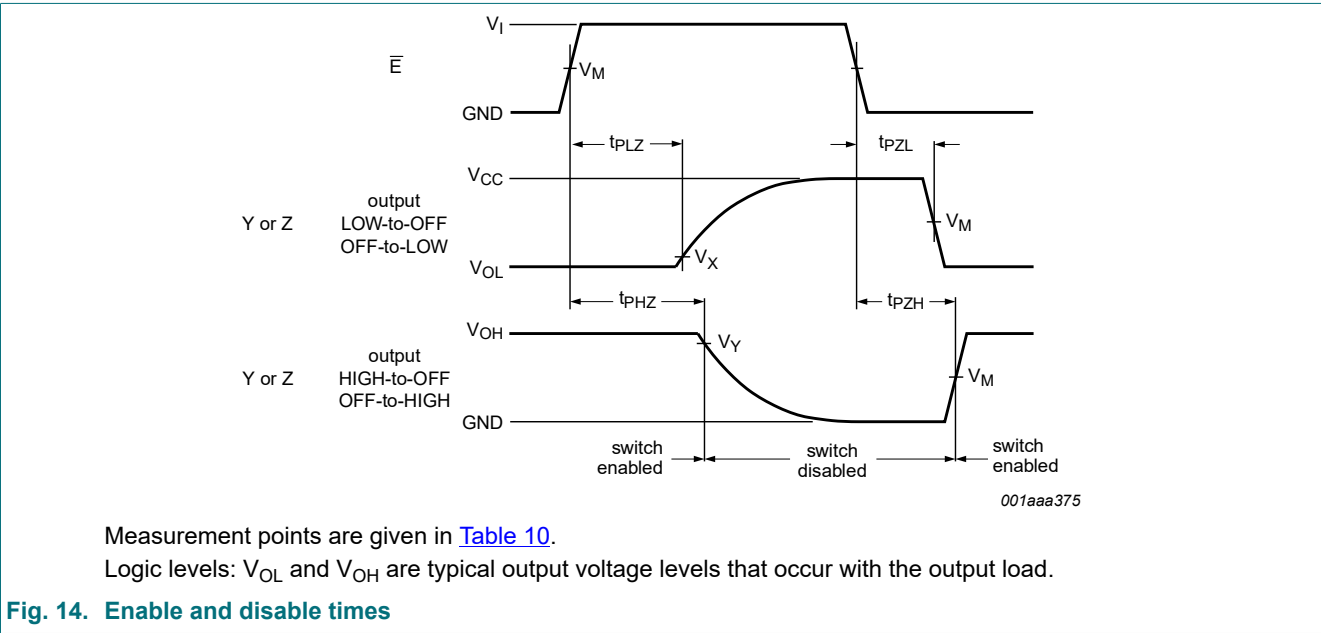 V_I
E̅
V_M
GND
t_PLZ
t_PZL
V_CC
output
Y or Z LOW-to-OFF
OFF-to-LOW
V_M
V_X
V_OL
t_PHZ
t_PZH
V_OH
V_Y
output
Y or Z HIGH-to-OFF
OFF-to-HIGH
V_M
GND
switch
enabled
switch
disabled
switch
enabled
001aaa375
Measurement points are given in Table 10.
Logic levels: V_OL and V_OH are typical output voltage levels that occur with the output load.
Fig. 14. Enable and disable times